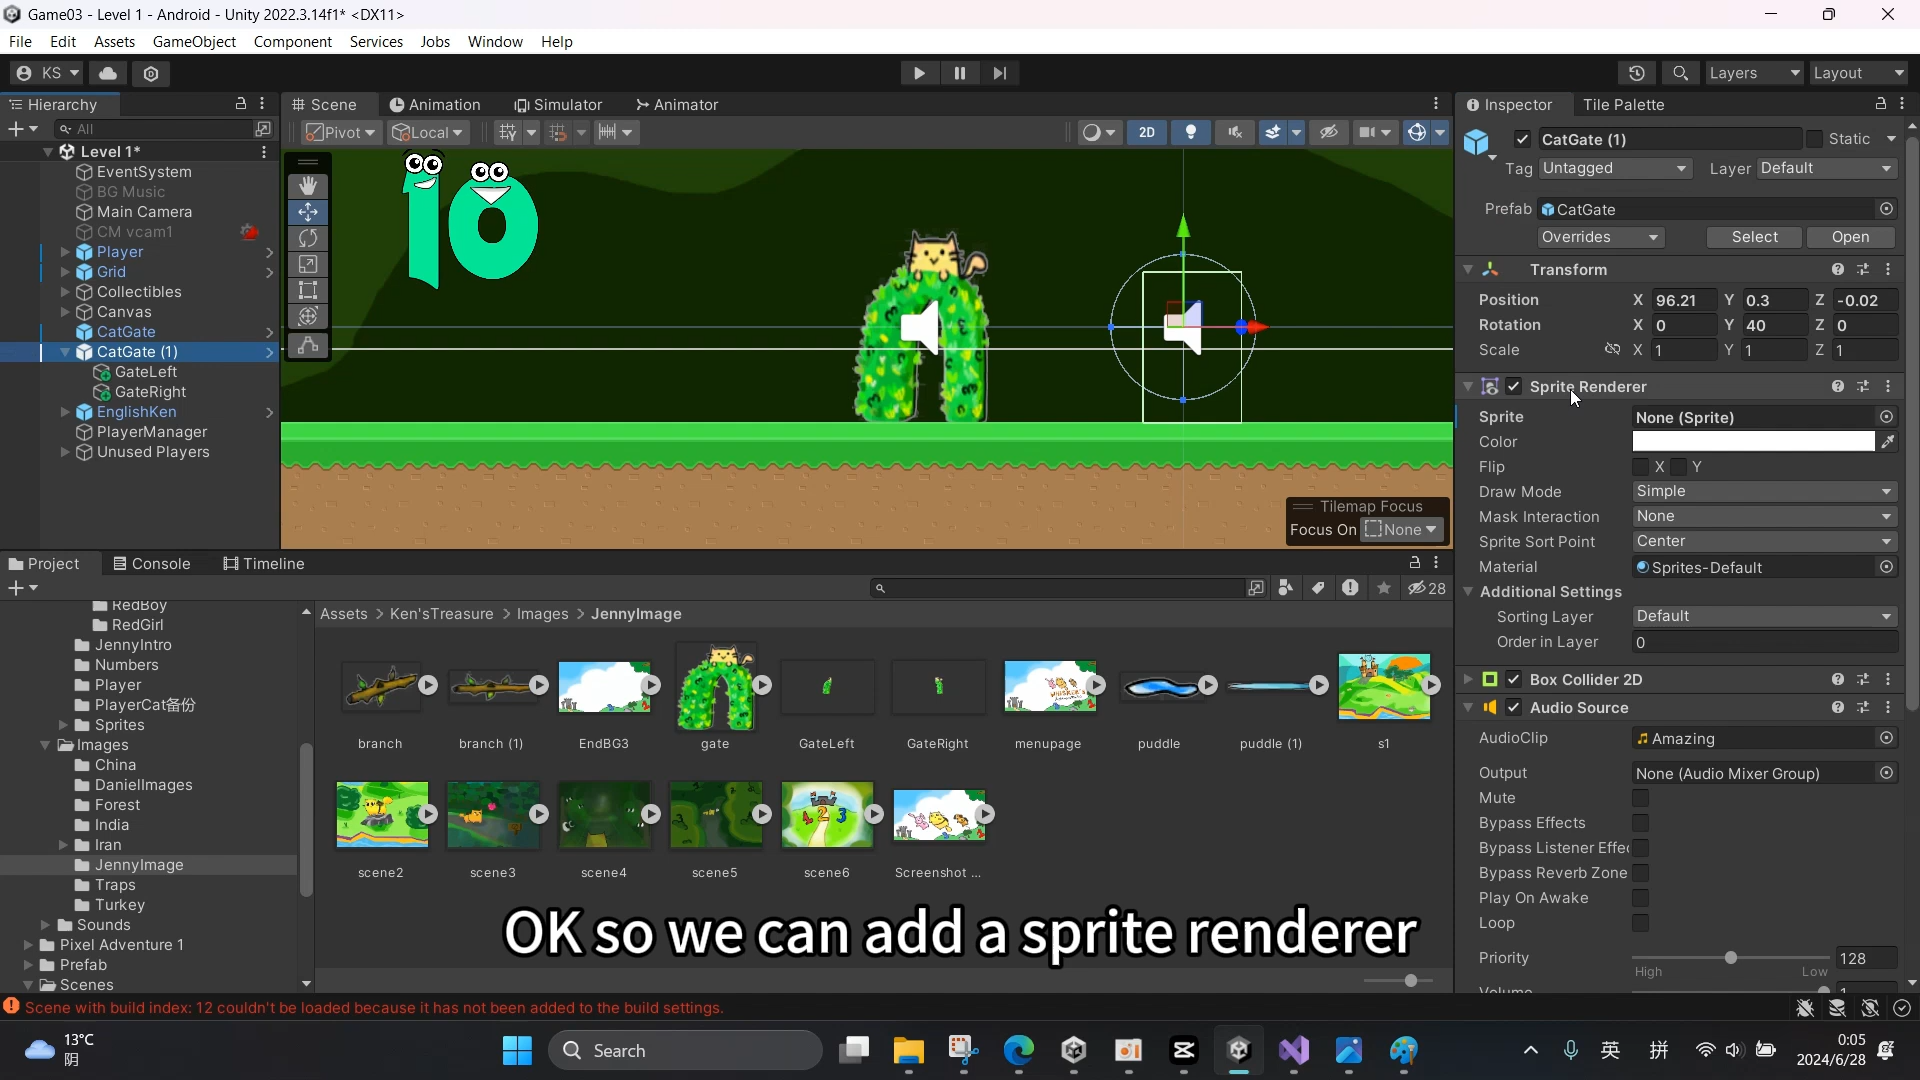 Game03 - Level 1 - Android - Unity 2022.3.14f1* <DX11>
File Edit Assets GameObject Component Services Jobs Window Help
KS Layers Layout
Hierarchy
All
Level 1*
EventSystem
BG Music
Main Camera
CM vcam1
Player
Grid
Collectibles
Canvas
CatGate
CatGate (1)
GateLeft
GateRight
EnglishKen
PlayerManager
Unused Players
Scene Animation Simulator Animator
Pivot Local 2D
10
Tilemap Focus
Focus On None
Inspector Tile Palette
CatGate (1) Static
Tag Untagged Layer Default
Prefab CatGate
Overrides Select Open
Transform
Position X 96.21 Y 0.3 Z -0.02
Rotation X 0 Y 40 Z 0
Scale X 1 Y 1 Z 1
Sprite Renderer
Sprite None (Sprite)
Color
Flip X Y
Draw Mode Simple
Mask Interaction None
Sprite Sort Point Center
Material Sprites-Default
Additional Settings
Sorting Layer Default
Order in Layer 0
Box Collider 2D
Audio Source
AudioClip Amazing
Output None (Audio Mixer Group)
Mute
Bypass Effects
Bypass Listener Effe
Bypass Reverb Zone
Play On Awake
Loop
Priority 128
High Low
Project Console Timeline
28
RedBoy
RedGirl
JennyIntro
Numbers
Player
PlayerCat备份
Sprites
Images
China
DanielImages
Forest
India
Iran
JennyImage
Traps
Turkey
Sounds
Pixel Adventure 1
Prefab
Scenes
Assets > Ken'sTreasure > Images > JennyImage
branch branch (1) EndBG3 gate GateLeft GateRight menupage puddle puddle (1) s1
scene2 scene3 scene4 scene5 scene6 Screenshot ...
OK so we can add a sprite renderer
Scene with build index: 12 couldn't be loaded because it has not been added to the build settings.
13°C
阴
Search
英 拼
0:05
2024/6/28